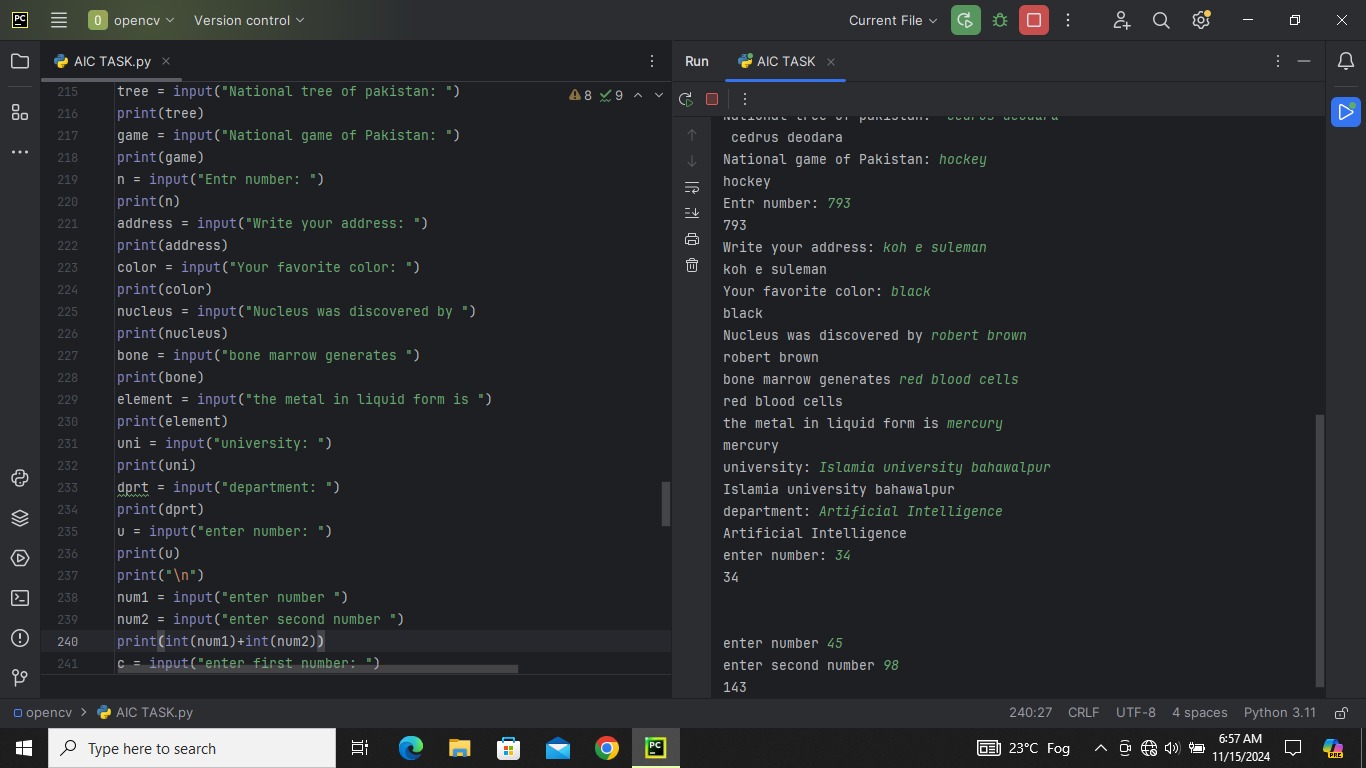 PC
O opencv
Version control
Current File
AIC TASK.py
8 9
215 tree = input("National tree of pakistan: ")
216 print(tree)
217 game = input("National game of Pakistan: ")
218 print(game)
219 n = input("Entr number: ")
220 print(n)
221 address = input("Write your address: ")
222 print(address)
223 color = input("Your favorite color: ")
224 print(color)
225 nucleus = input("Nucleus was discovered by ")
226 print(nucleus)
227 bone = input("bone marrow generates ")
228 print(bone)
229 element = input("the metal in liquid form is ")
230 print(element)
231 uni = input("university: ")
232 print(uni)
233 dprt = input("department: ")
234 print(dprt)
235 u = input("enter number: ")
236 print(u)
237 print("\n")
238 num1 = input("enter number ")
239 num2 = input("enter second number ")
240 print(int(num1)+int(num2))
241 c = input("enter first number: ")
Run
AIC TASK
National tree of pakistan:  cedrus deodara
 cedrus deodara
National game of Pakistan: hockey
hockey
Entr number: 793
793
Write your address: koh e suleman
koh e suleman
Your favorite color: black
black
Nucleus was discovered by robert brown
robert brown
bone marrow generates red blood cells
red blood cells
the metal in liquid form is mercury
mercury
university: Islamia university bahawalpur
Islamia university bahawalpur
department: Artificial Intelligence
Artificial Intelligence
enter number: 34
34
enter number 45
enter second number 98
143
opencv > AIC TASK.py
240:27 CRLF UTF-8 4 spaces Python 3.11
Type here to search
PC
23°C Fog
6:57 AM
11/15/2024
PRE